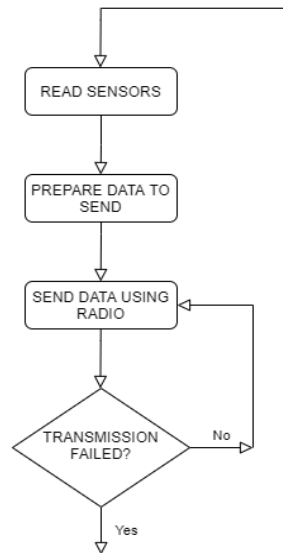 READ SENSORS
PREPARE DATA TO
SEND
SEND DATA USING
RADIO
TRANSMISSION
FAILED?
No
Yes